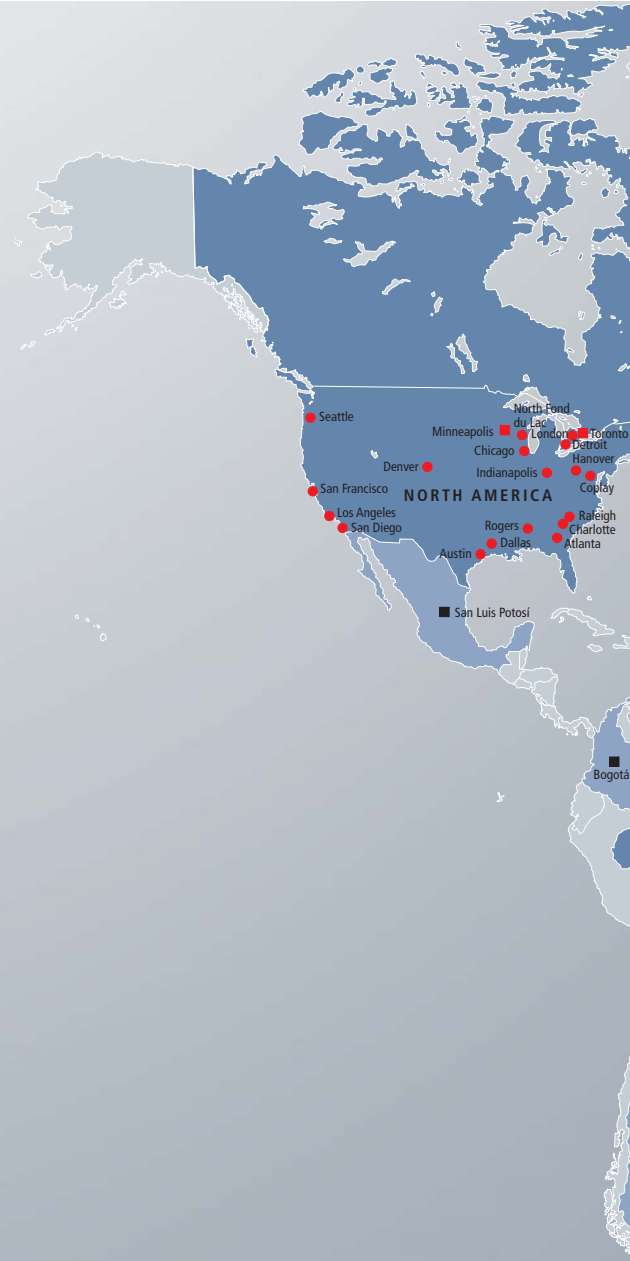 Seattle
North Fond
du Lac
Minneapolis
London
Toronto
Detroit
Chicago
Hanover
Denver
Indianapolis
Coplay
San Francisco
NORTH AMERICA
Los Angeles
Raleigh
San Diego
Rogers
Charlotte
Dallas
Atlanta
Austin
San Luis Potosí
Bogotá